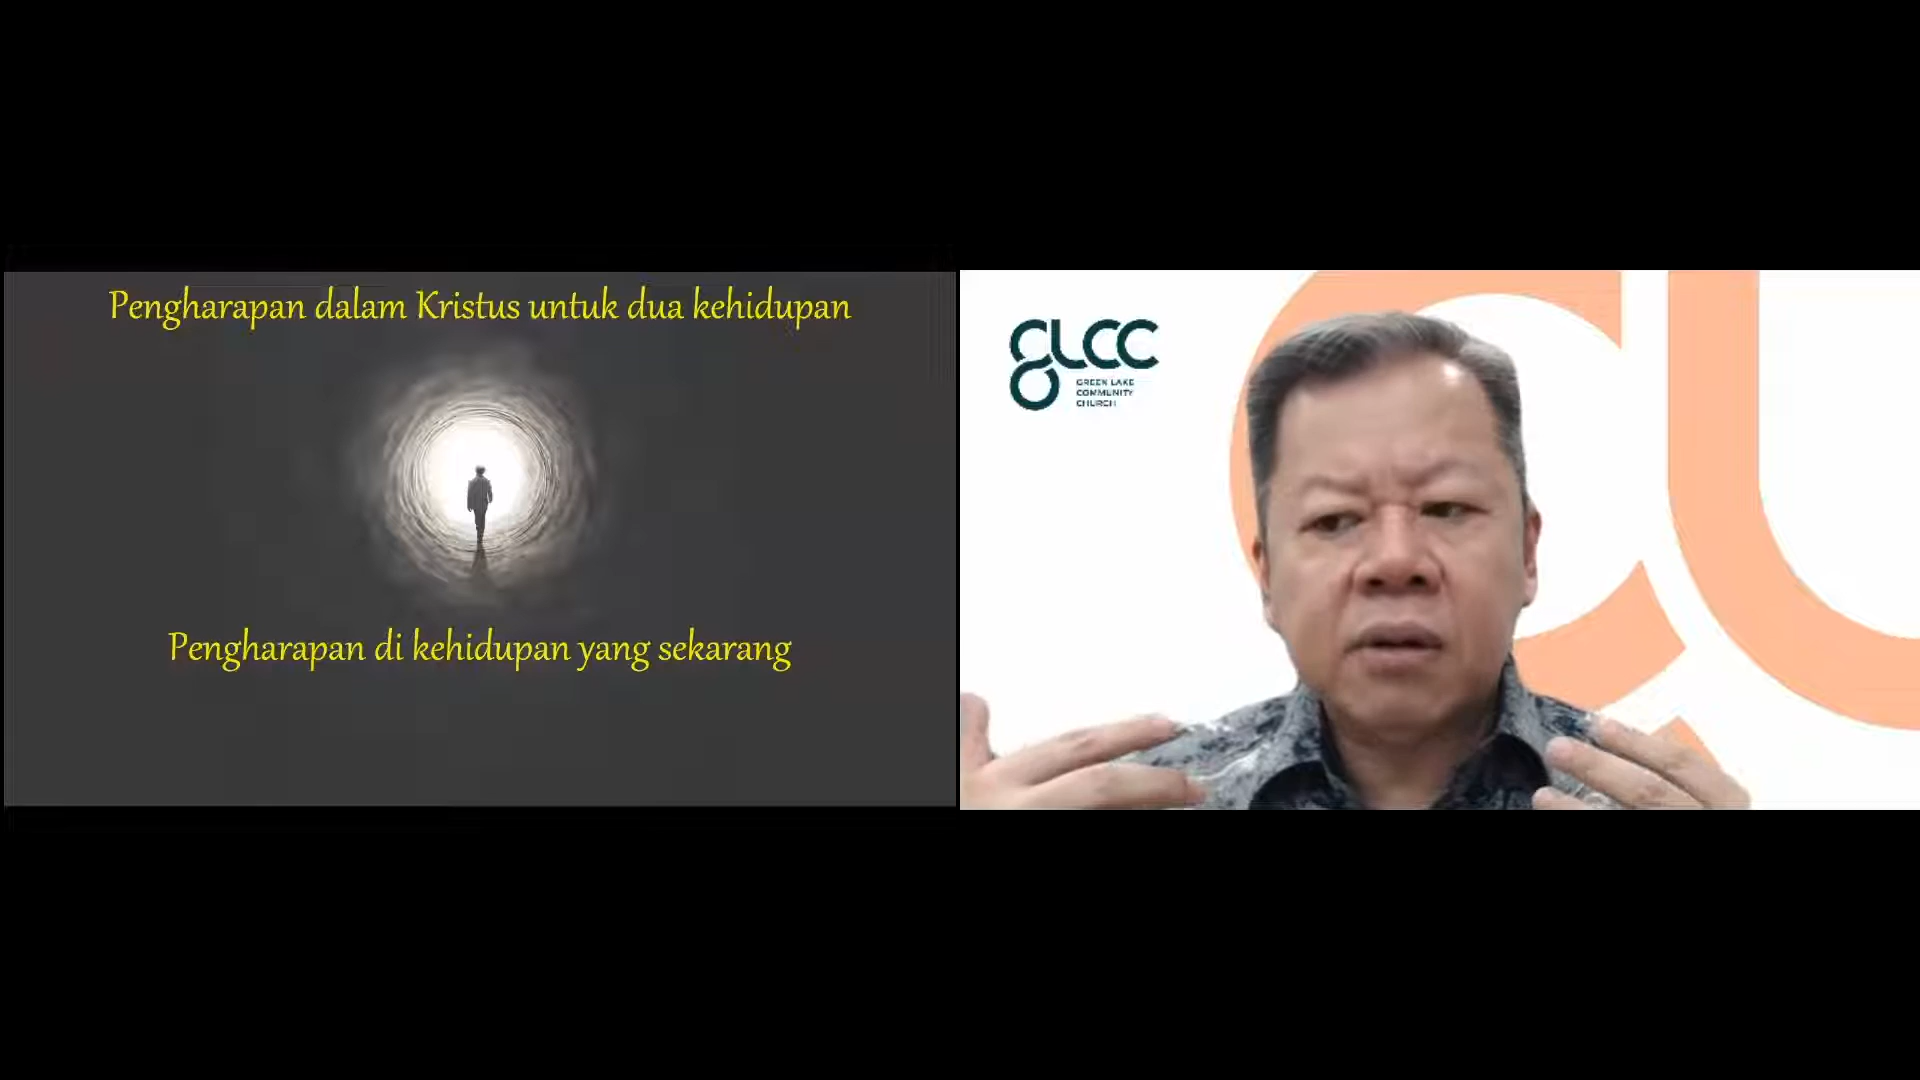 Pengharapan dalam Kristus untuk dua kehidupan
Pengharapan di kehidupan yang sekarang
GLCC
GREEN LAKE
COMMUNITY
CHURCH